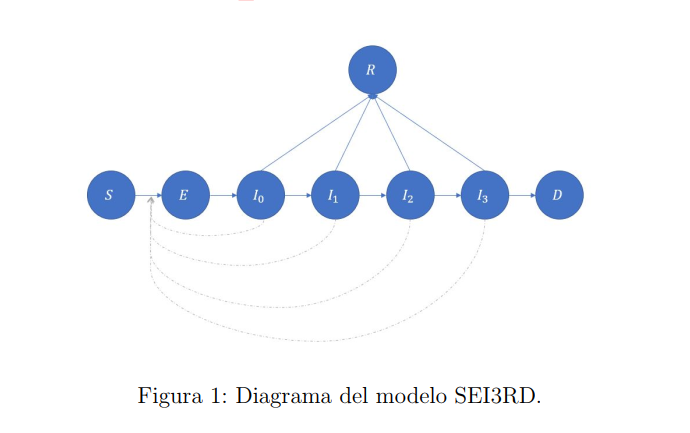 R
S E I₀ I₁ I₂ I₃ D
Figura 1: Diagrama del modelo SEI3RD.